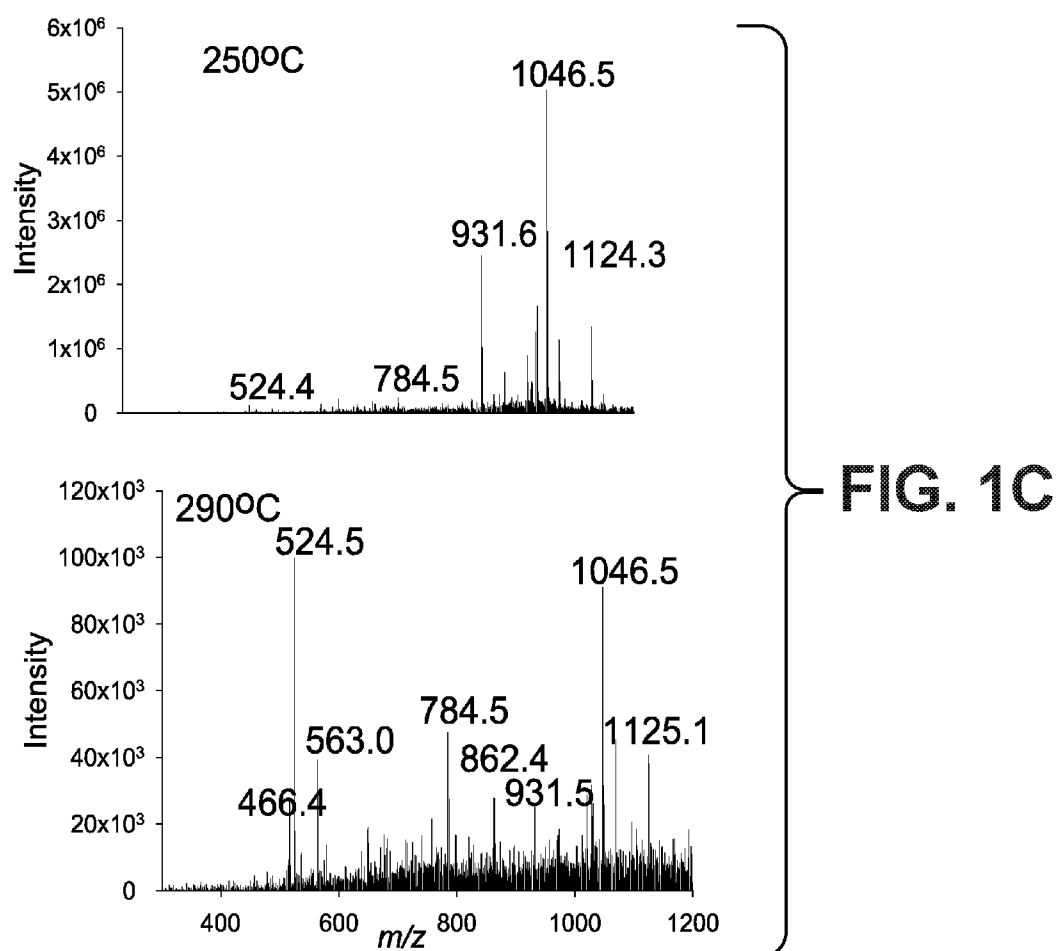 6x10⁶
250ºC
1046.5
5x10⁶
4x10⁶
Intensity
3x10⁶
931.6
1124.3
2x10⁶
1x10⁶
524.4
784.5
0
FIG. 1C
120x10³
290ºC
524.5
100x10³
1046.5
80x10³
Intensity
60x10³
784.5
1125.1
563.0
40x10³
862.4
466.4
931.5
20x10³
0
400
600
800
1000
1200
m/z